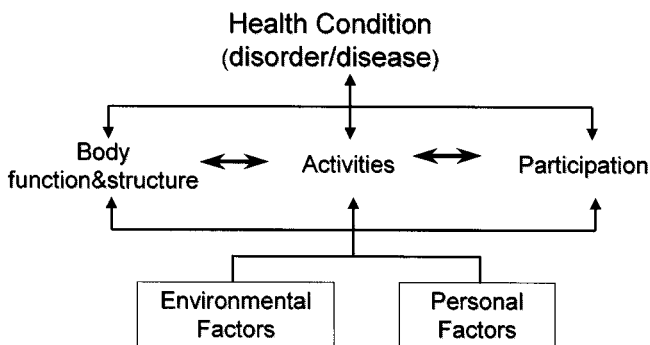 Health Condition
(disorder/disease)
Body
function&structure
Activities
Participation
Environmental
Factors
Personal
Factors